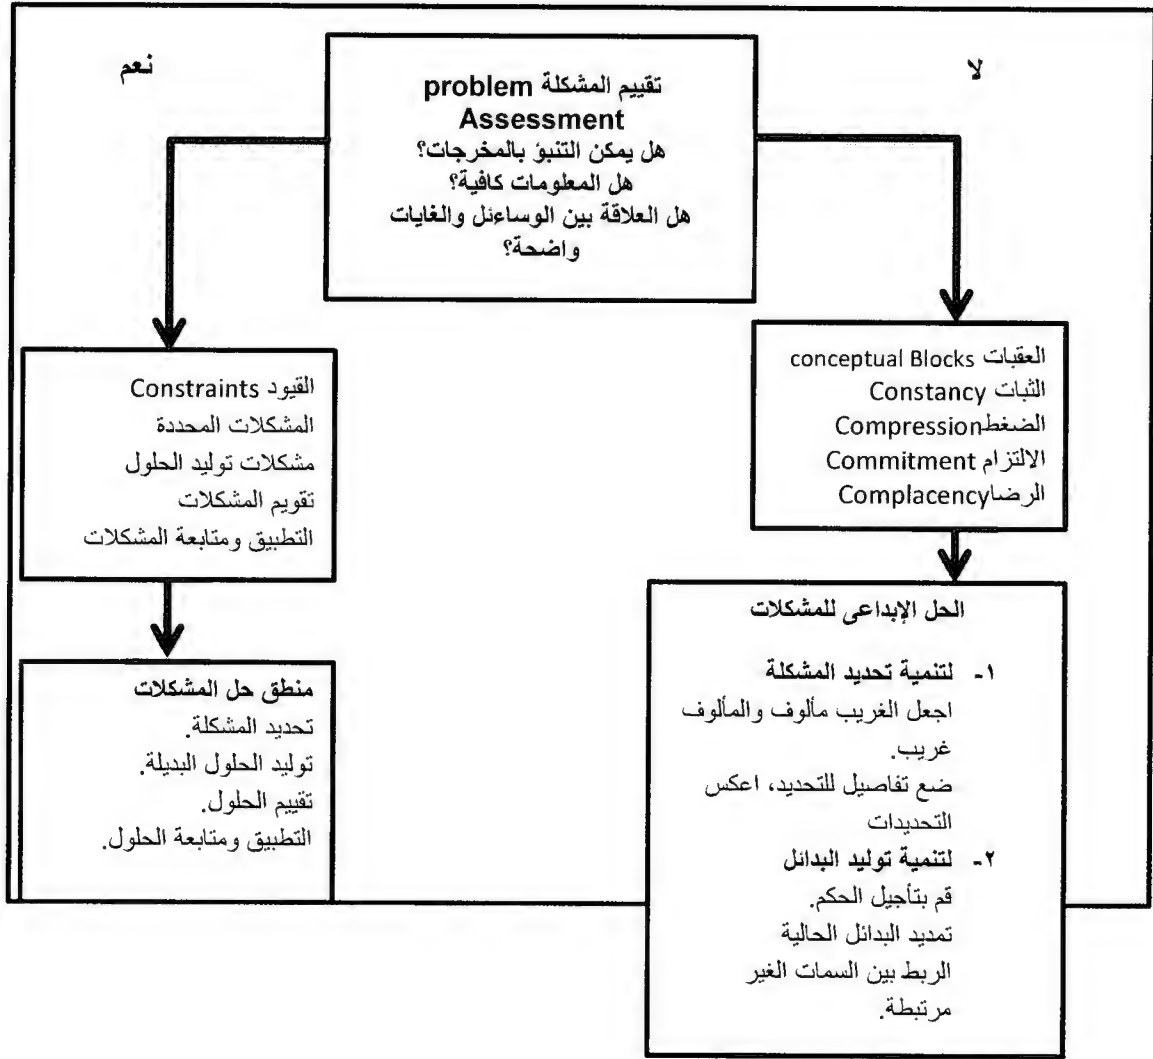 نعم
لا
تقييم المشكلة problem
Assessment
هل يمكن التنبؤ بالمخرجات؟
هل المعلومات كافية؟
هل العلاقة بين الوساءئل والغايات
واضحة؟
القيود Constraints
المشكلات المحددة
مشكلات توليد الحلول
تقويم المشكلات
التطبيق ومتابعة المشكلات
العقبات conceptual Blocks
الثبات Constancy
الضغطCompression
الالتزام Commitment
الرضاComplacency
منطق حل المشكلات
تحديد المشكلة.
توليد الحلول البديلة.
تقييم الحلول.
التطبيق ومتابعة الحلول.
الحل الإبداعى للمشكلات
١- لتنمية تحديد المشكلة
اجعل الغريب مألوف والمألوف
غريب.
ضع تفاصيل للتحديد، اعكس
التحديدات
٢- لتنمية توليد البدائل
قم بتأجيل الحكم.
تمديد البدائل الحالية
الربط بين السمات الغير
مرتبطة.